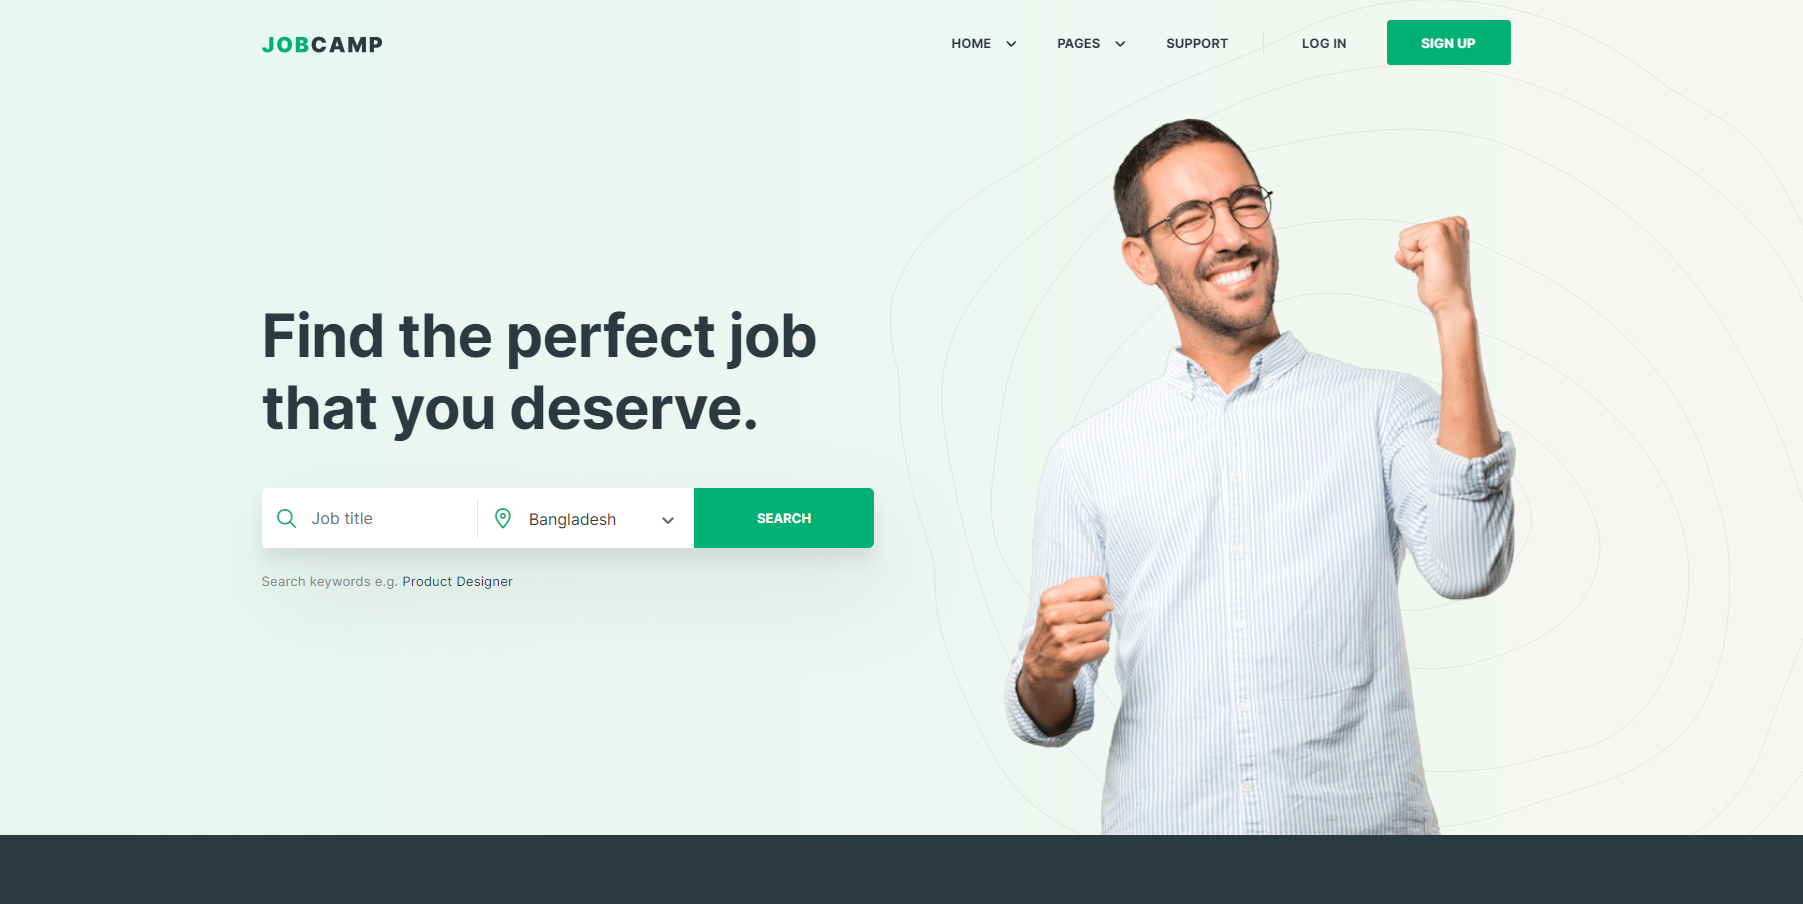 JOBCAMP
HOME
PAGES
SUPPORT
LOG IN
SIGN UP
Find the perfect job
that you deserve.
Job title
Bangladesh
SEARCH
Search keywords e.g. Product Designer